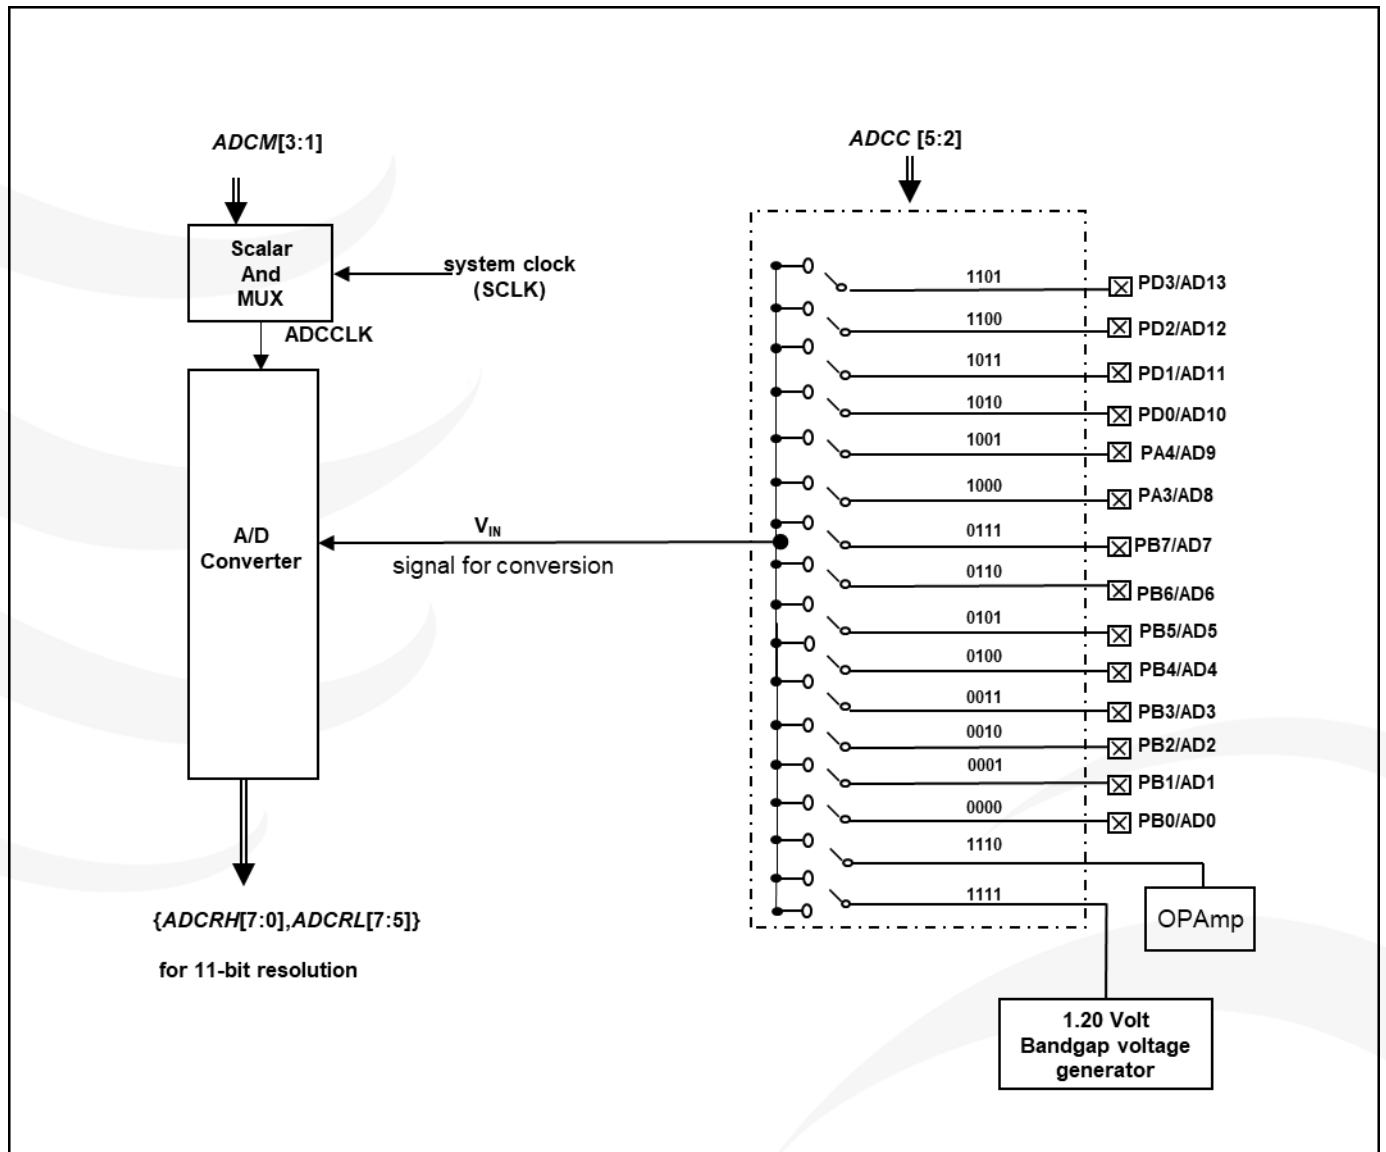 ADCM[3:1]
ADCC [5:2]
Scalar
And
MUX
system clock
(SCLK)
ADCCLK
A/D
Converter
V_IN
signal for conversion
{ADCRH[7:0],ADCRL[7:5]}
for 11-bit resolution
1101 PD3/AD13
1100 PD2/AD12
1011 PD1/AD11
1010 PD0/AD10
1001 PA4/AD9
1000 PA3/AD8
0111 PB7/AD7
0110 PB6/AD6
0101 PB5/AD5
0100 PB4/AD4
0011 PB3/AD3
0010 PB2/AD2
0001 PB1/AD1
0000 PB0/AD0
1110
OPAmp
1111
1.20 Volt
Bandgap voltage
generator